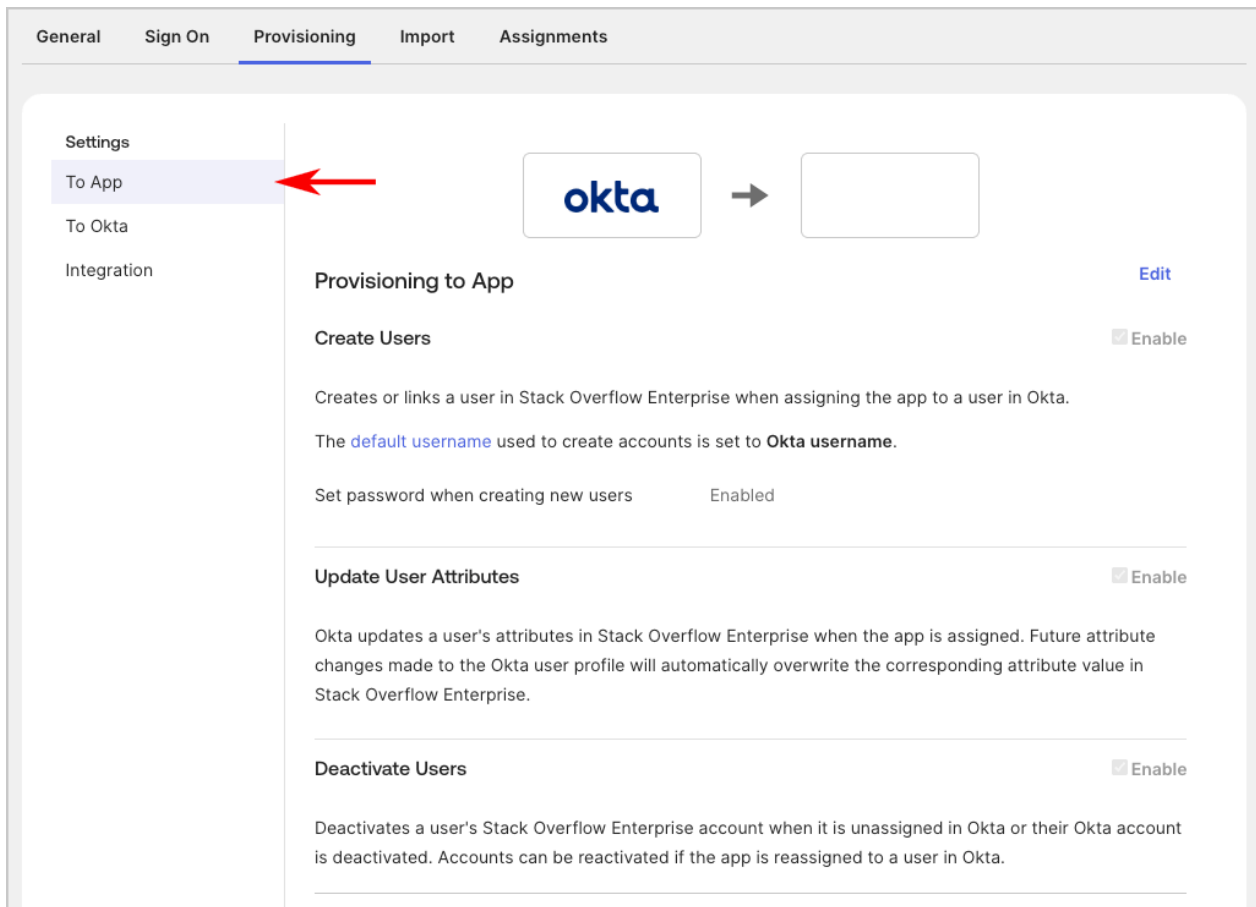 General Sign On Provisioning Import Assignments
Settings
To App
To Okta
Integration
okta
Provisioning to App
Edit
Create Users
Enable
Creates or links a user in Stack Overflow Enterprise when assigning the app to a user in Okta.
The default username used to create accounts is set to Okta username.
Set password when creating new users Enabled
Update User Attributes
Enable
Okta updates a user's attributes in Stack Overflow Enterprise when the app is assigned. Future attribute
changes made to the Okta user profile will automatically overwrite the corresponding attribute value in
Stack Overflow Enterprise.
Deactivate Users
Enable
Deactivates a user's Stack Overflow Enterprise account when it is unassigned in Okta or their Okta account
is deactivated. Accounts can be reactivated if the app is reassigned to a user in Okta.